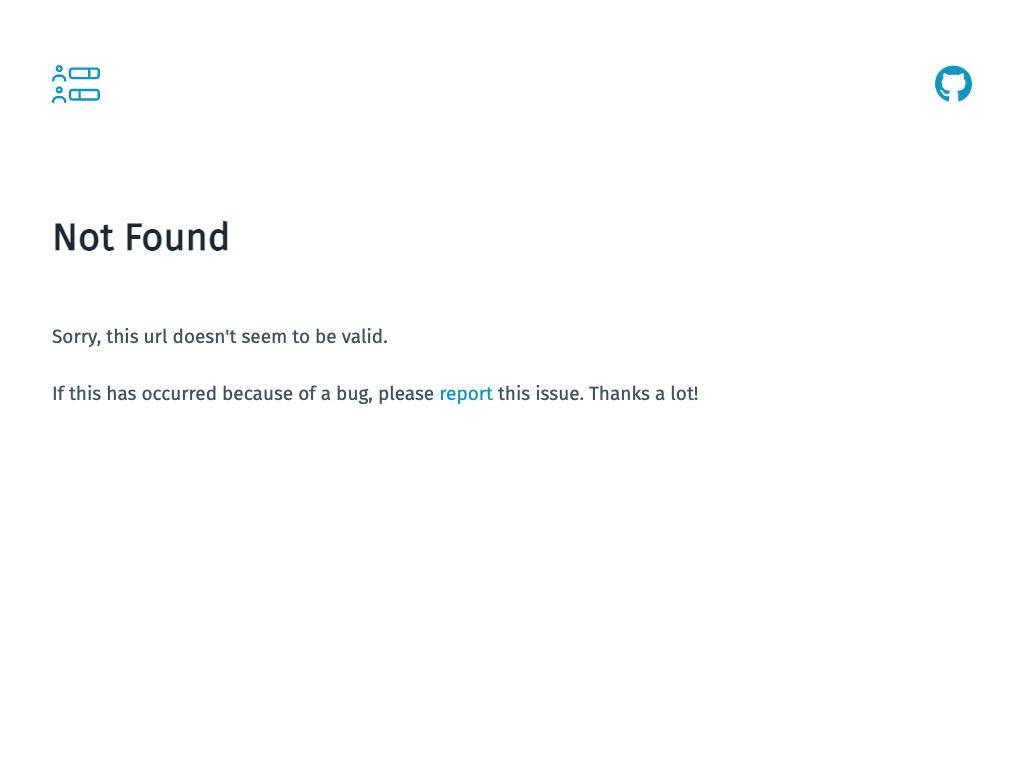 Not Found
Sorry, this url doesn't seem to be valid.
If this has occurred because of a bug, please report this issue. Thanks a lot!